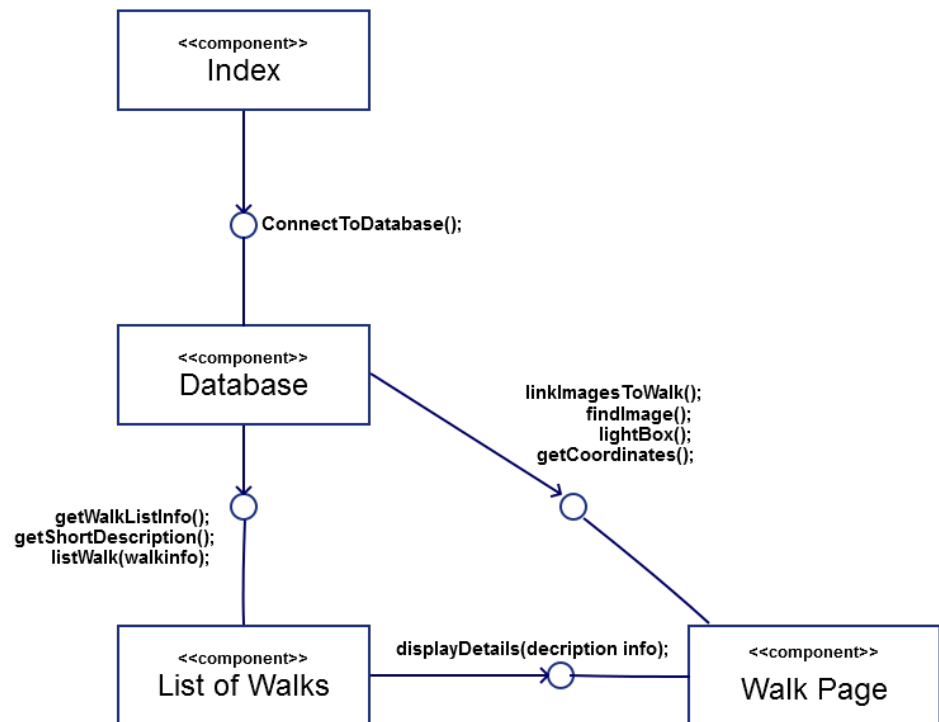 <<component>>
Index
ConnectToDatabase();
<<component>>
Database
linkImagesToWalk();
findImage();
lightBox();
getCoordinates();
getWalkListInfo();
getShortDescription();
listWalk(walkinfo);
<<component>>
List of Walks
displayDetails(decription info);
<<component>>
Walk Page